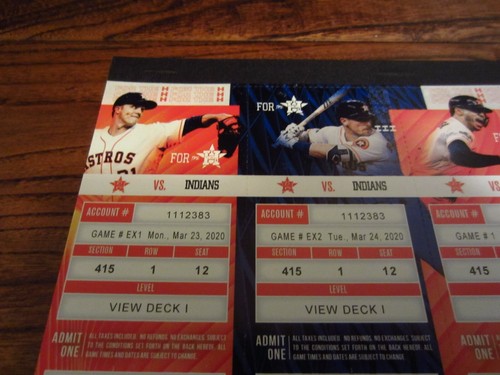 FOR
ASTROS
FOR
VS. INDIANS
VS. INDIANS
VS.
ACCOUNT # 1112383
GAME # EX1 Mon., Mar 23, 2020
SECTION ROW SEAT
415 1 12
LEVEL
VIEW DECK I
ADMIT ONE
ALL TAXES INCLUDED. NO REFUNDS. NO EXCHANGES. SUBJECT
TO THE CONDITIONS SET FORTH ON THE BACK HEREOF. ALL
GAME TIMES AND DATES ARE SUBJECT TO CHANGE.
ACCOUNT # 1112383
GAME # EX2 Tue., Mar 24, 2020
SECTION ROW SEAT
415 1 12
LEVEL
VIEW DECK I
ADMIT ONE
ALL TAXES INCLUDED. NO REFUNDS. NO EXCHANGES. SUBJECT
TO THE CONDITIONS SET FORTH ON THE BACK HEREOF. ALL
GAME TIMES AND DATES ARE SUBJECT TO CHANGE.
ACCOUNT #
GAME # 1
SECTION
415
ADMIT ONE